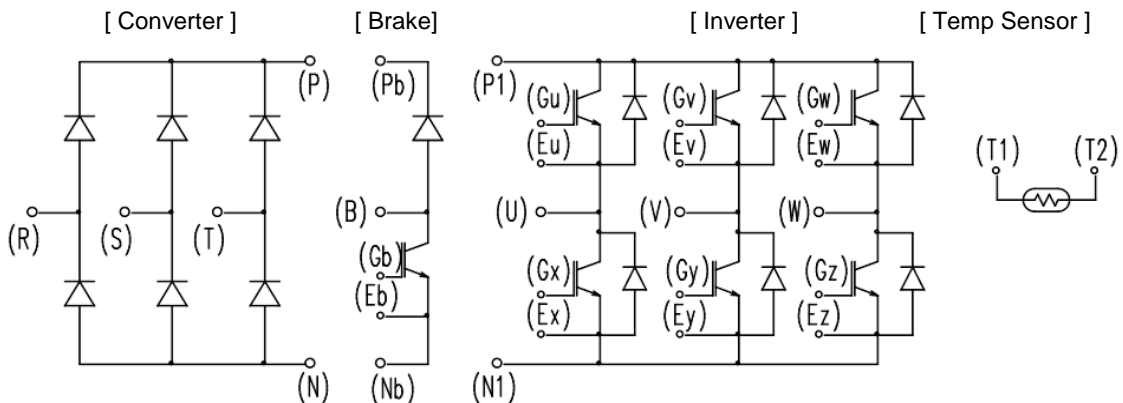 [ Converter ] [ Brake] [ Inverter ] [ Temp Sensor ]
(P) (Pb) (P1)
(Gu) (Gv) (Gw)
(Eu) (Ev) (Ew)
(T1) (T2)
(R) (S) (T) (B) (U) (V) (W)
(Gb) (Gx) (Gy) (Gz)
(Eb) (Ex) (Ey) (Ez)
(N) (Nb) (N1)